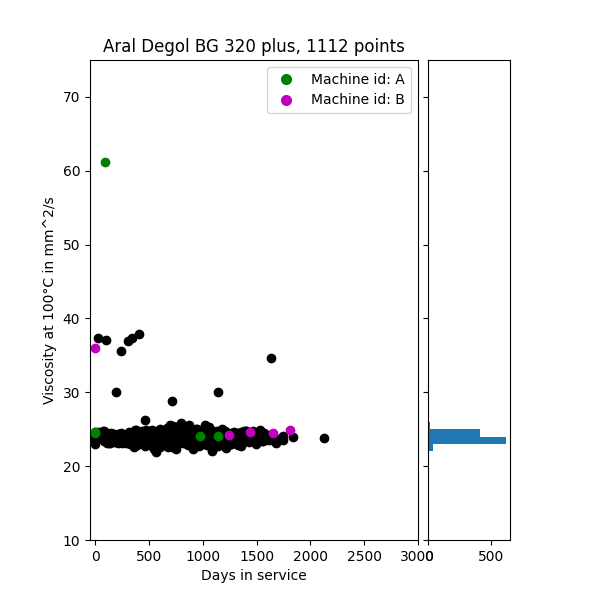 Aral Degol BG 320 plus, 1112 points
Machine id: A
Machine id: B
Viscosity at 100°C in mm^2/s
70
60
50
40
30
20
10
0 500 1000 1500 2000 2500 3000
0 500
Days in service